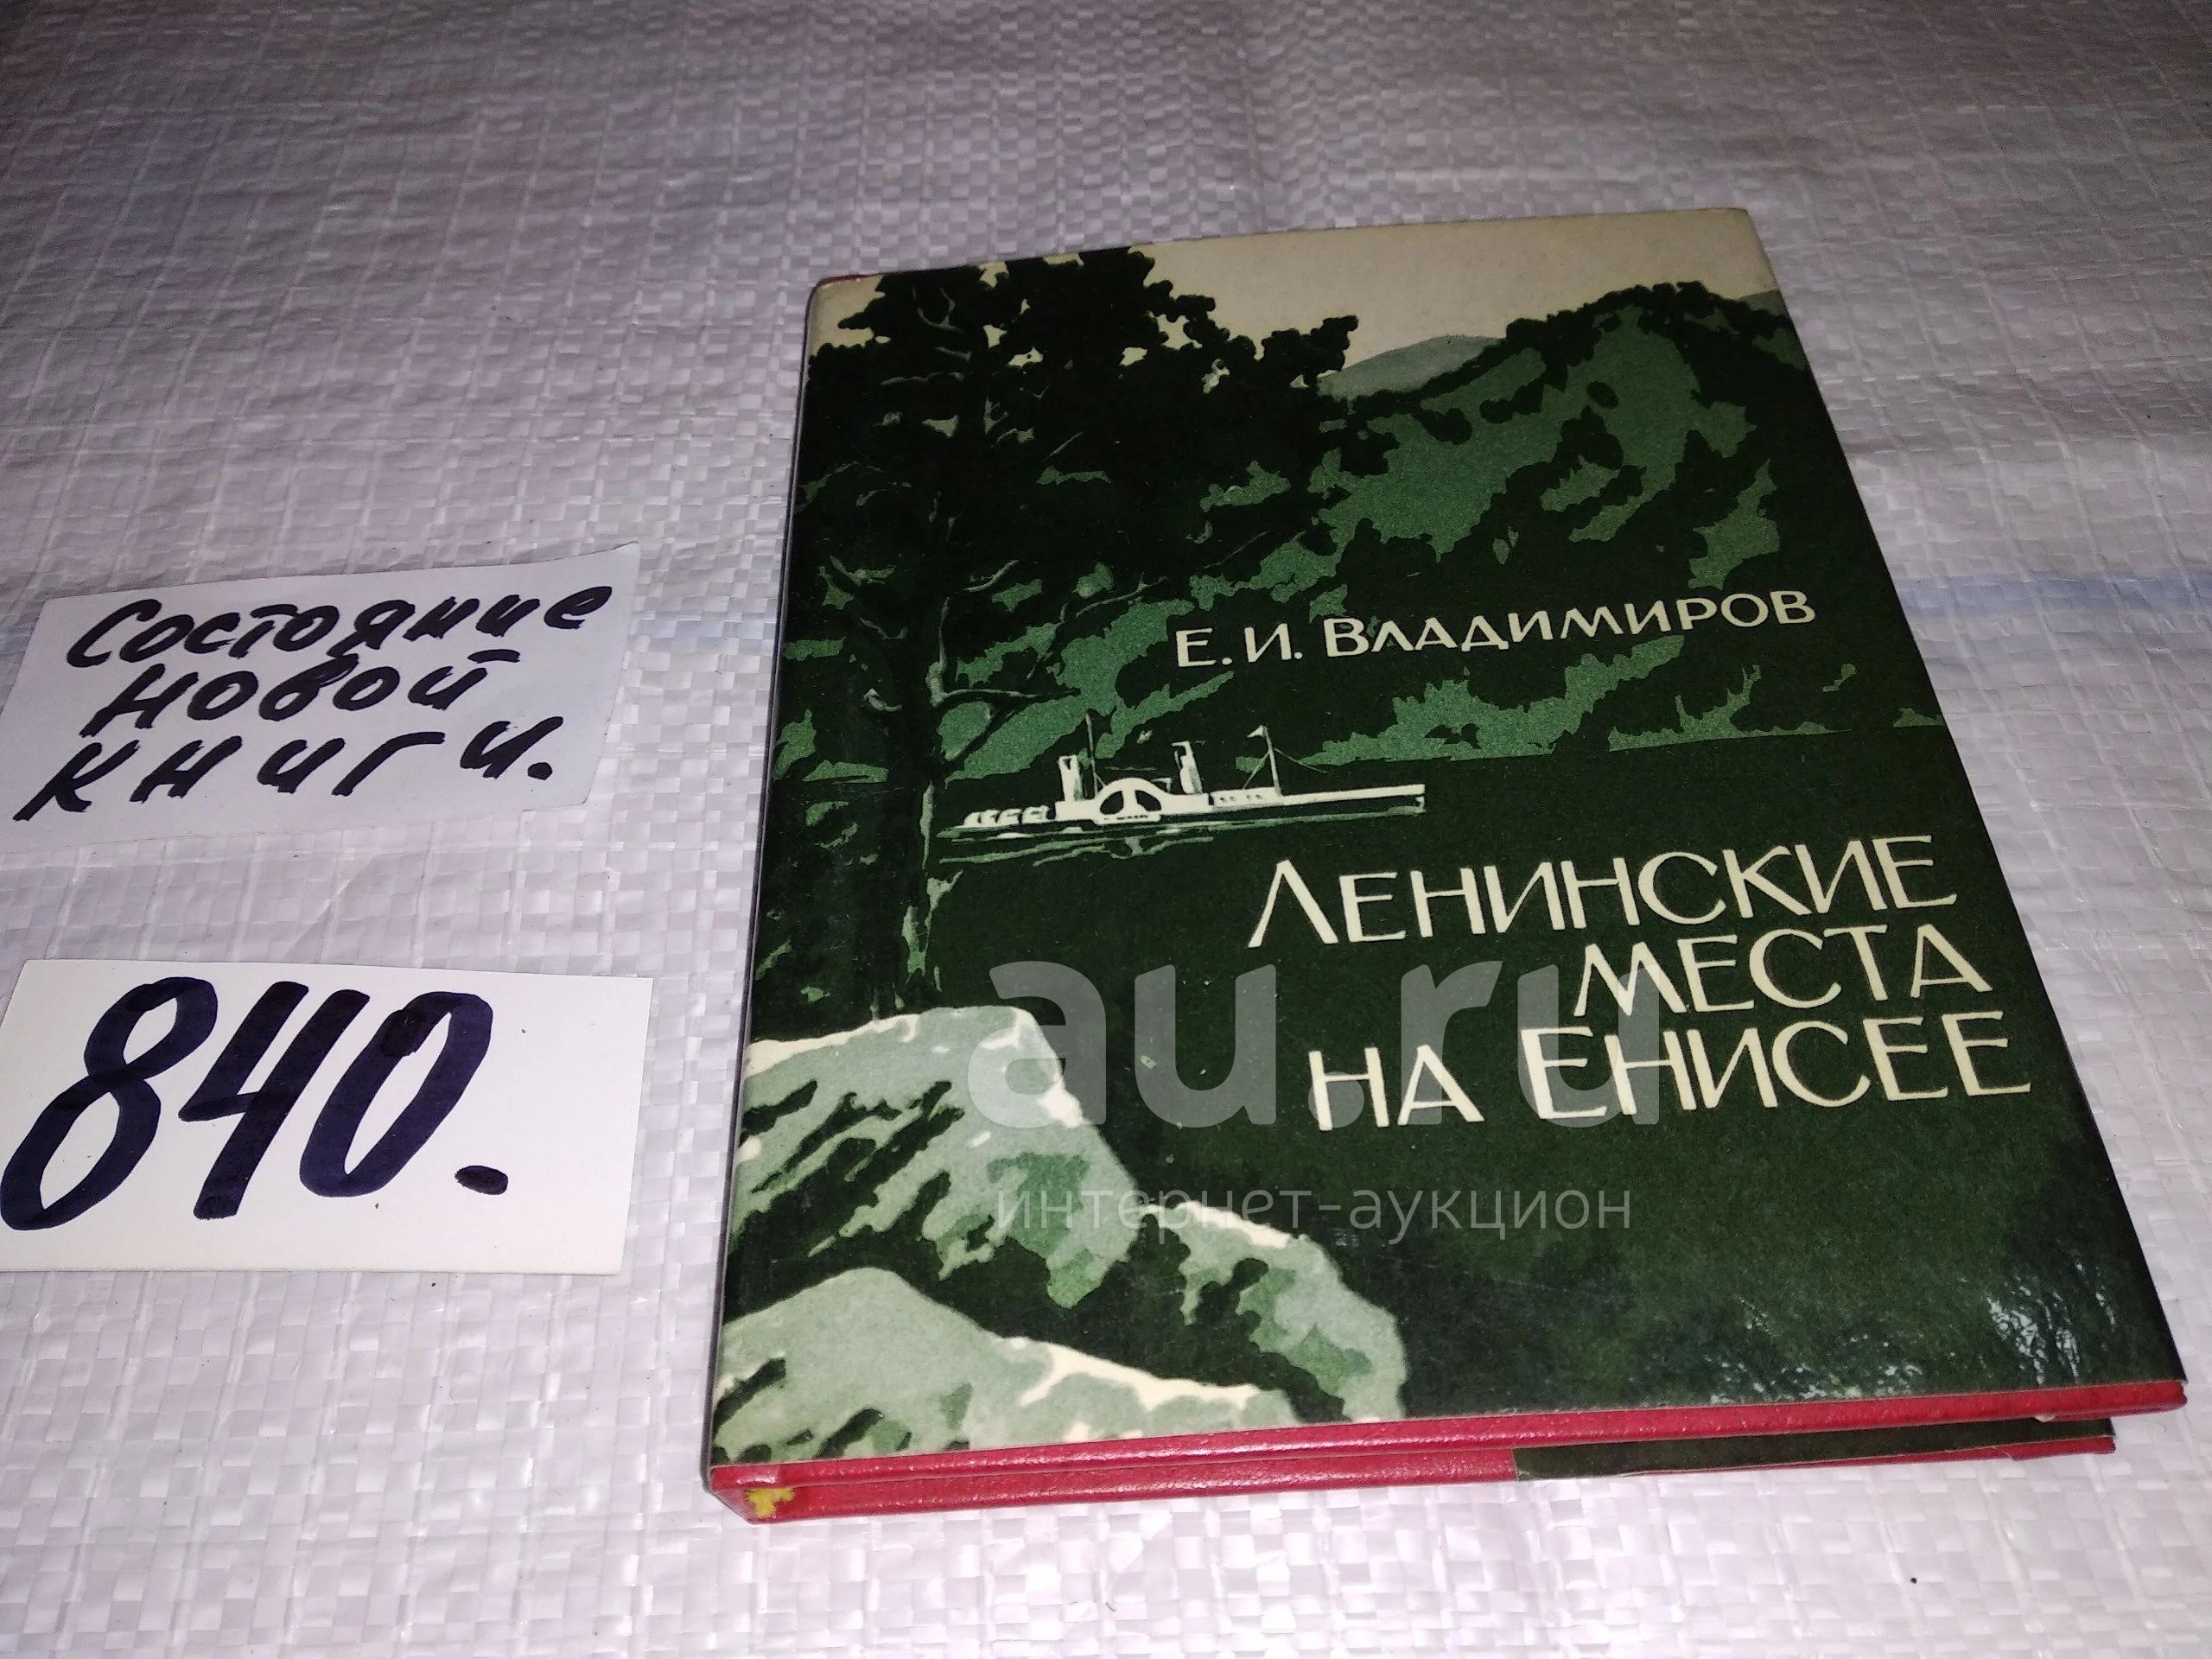 Состояние
новой
книги.
840.
Е. И. ВЛАДИМИРОВ
ЛЕНИНСКИЕ
МЕСТА
НА ЕНИСЕЕ
au.ru
интернет-аукцион